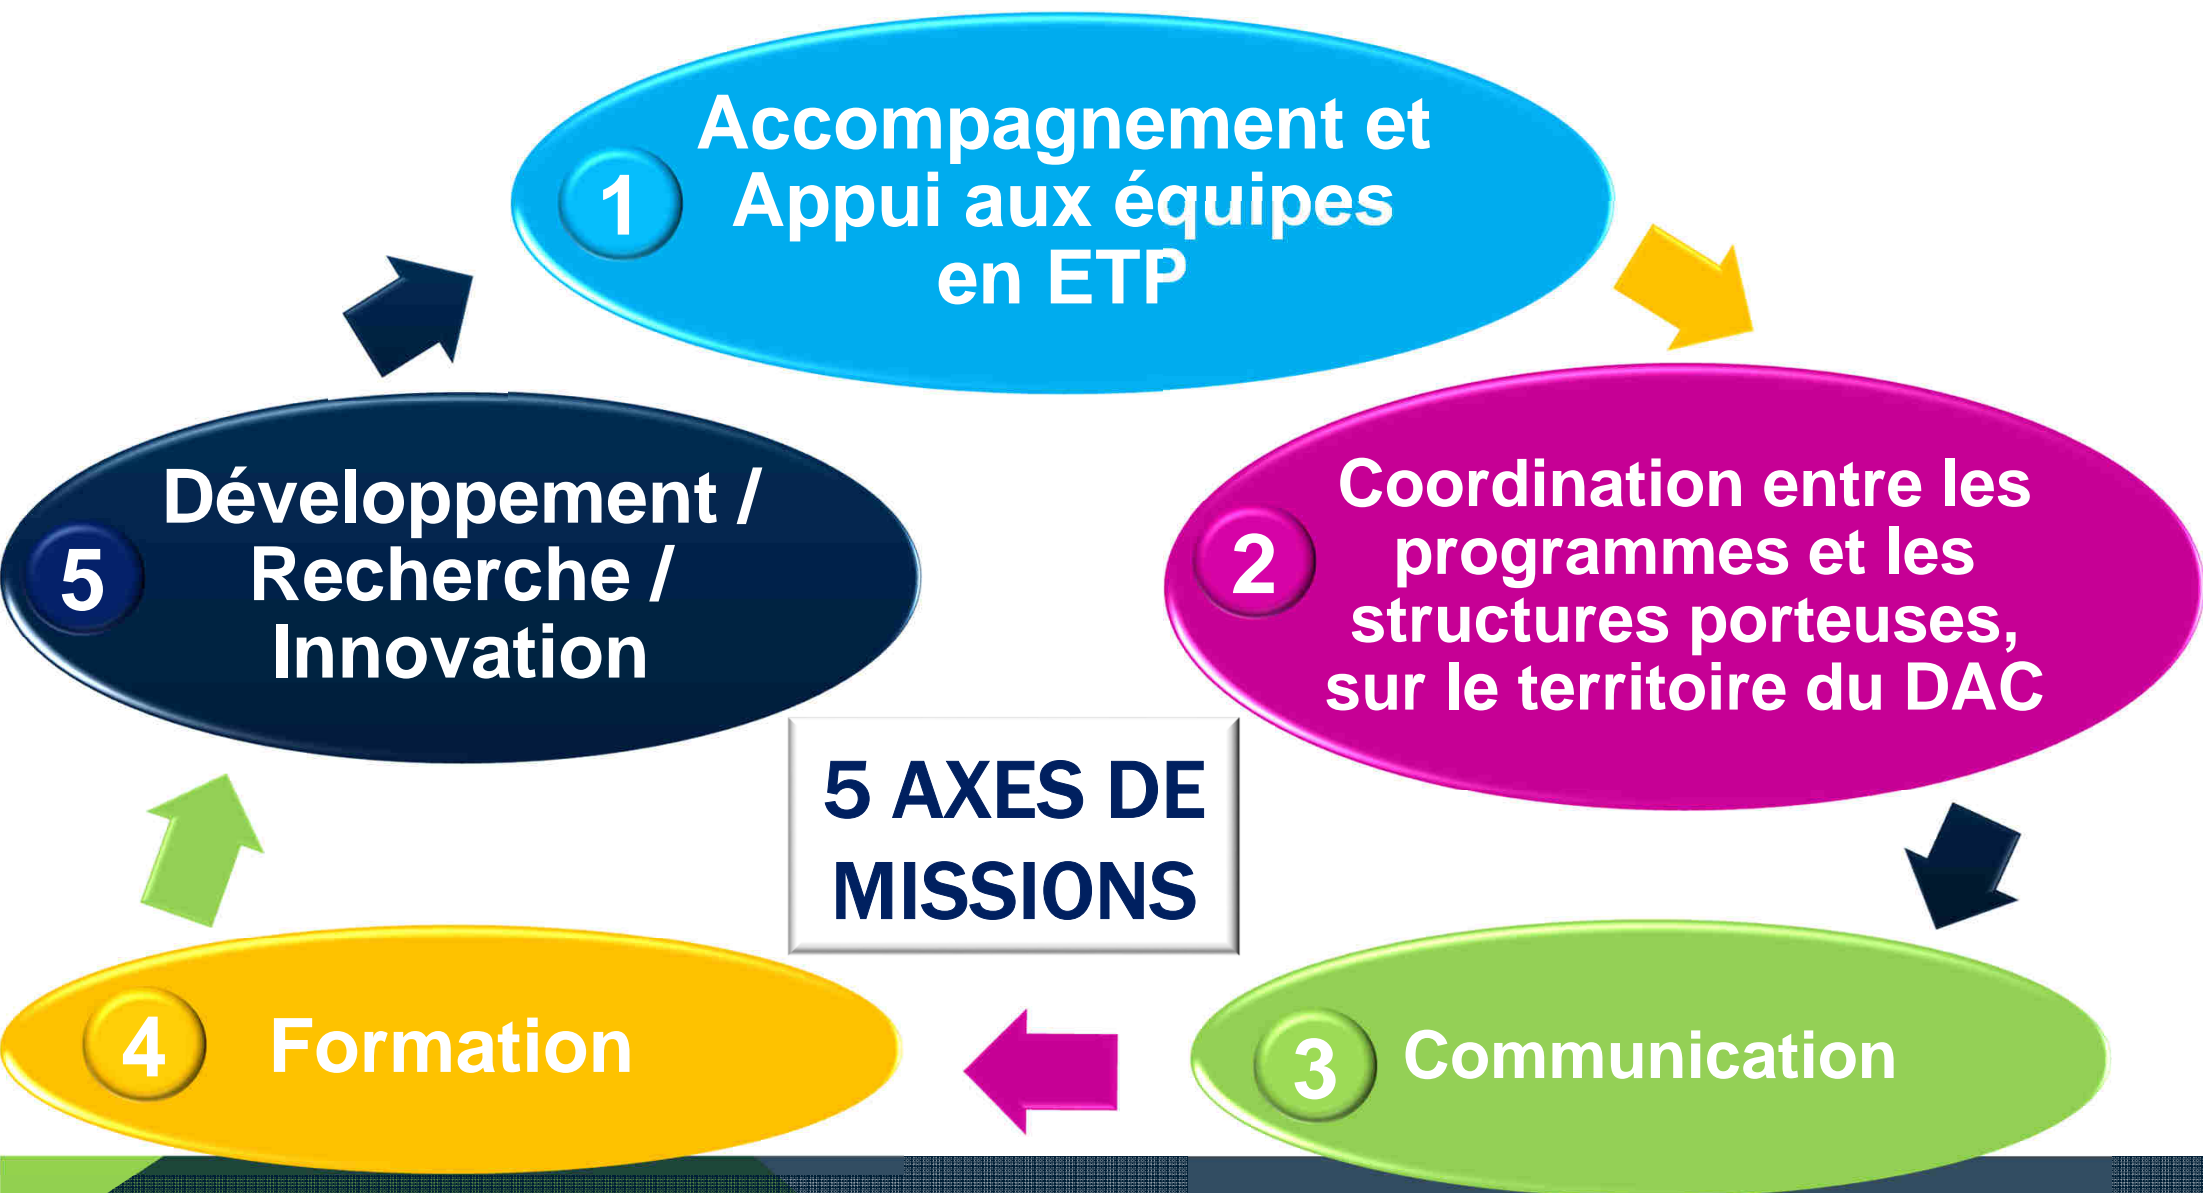 1
Accompagnement et
Appui aux équipes
en ETP
2
Coordination entre les
programmes et les
structures porteuses,
sur le territoire du DAC
3
Communication
4
Formation
5
Développement /
Recherche /
Innovation
5 AXES DE
MISSIONS